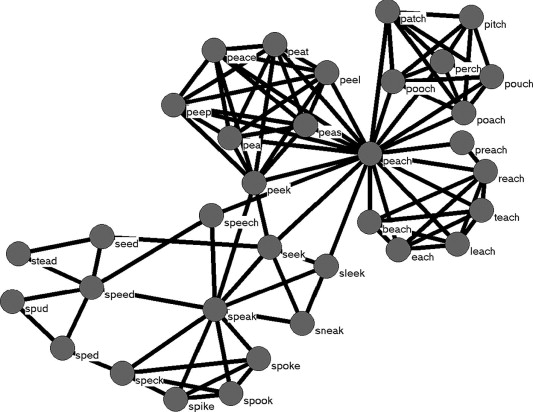 patch
pitch
peace
peat
perch
peel
pooch
pouch
peep
poach
peas
pear
preach
peach
reach
peek
teach
speech
beach
seed
each
leach
seek
stead
sleek
speed
spud
speak
sneak
sped
spoke
speck
spook
spike